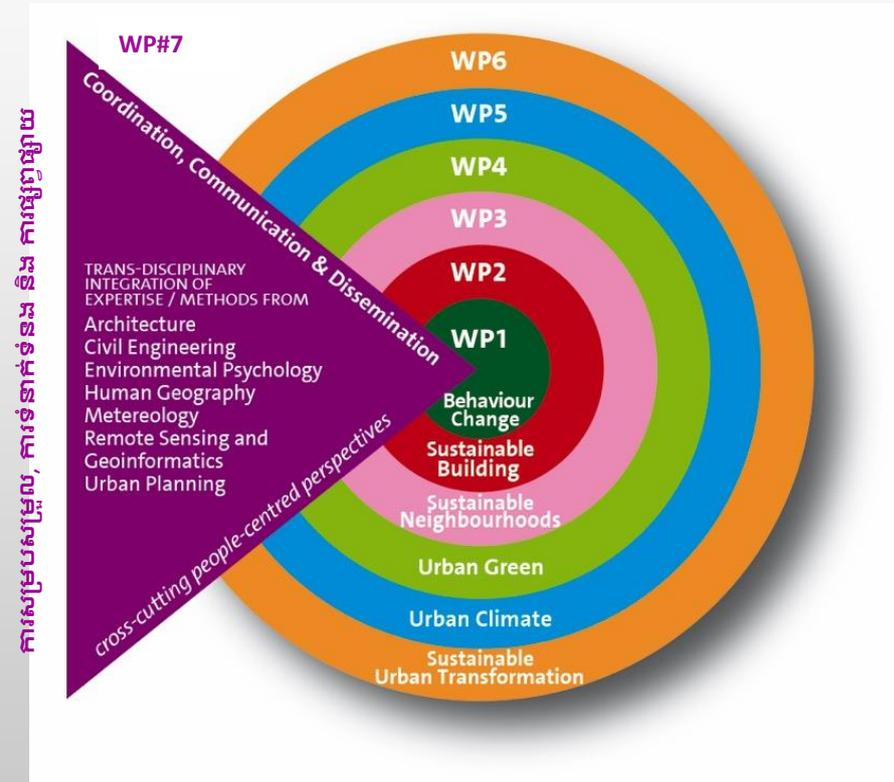 WP#7
ការសម្របសម្រួល, ការទំនាក់ទំនង និង ការផ្សព្វផ្សាយ
Coordination, Communication & Dissemination
TRANS-DISCIPLINARY
INTEGRATION OF
EXPERTISE / METHODS FROM
Architecture
Civil Engineering
Environmental Psychology
Human Geography
Metereology
Remote Sensing and
Geoinformatics
Urban Planning
cross-cutting people-centred perspectives
WP6
WP5
WP4
WP3
WP2
WP1
Behaviour
Change
Sustainable
Building
Sustainable
Neighbourhoods
Urban Green
Urban Climate
Sustainable
Urban Transformation